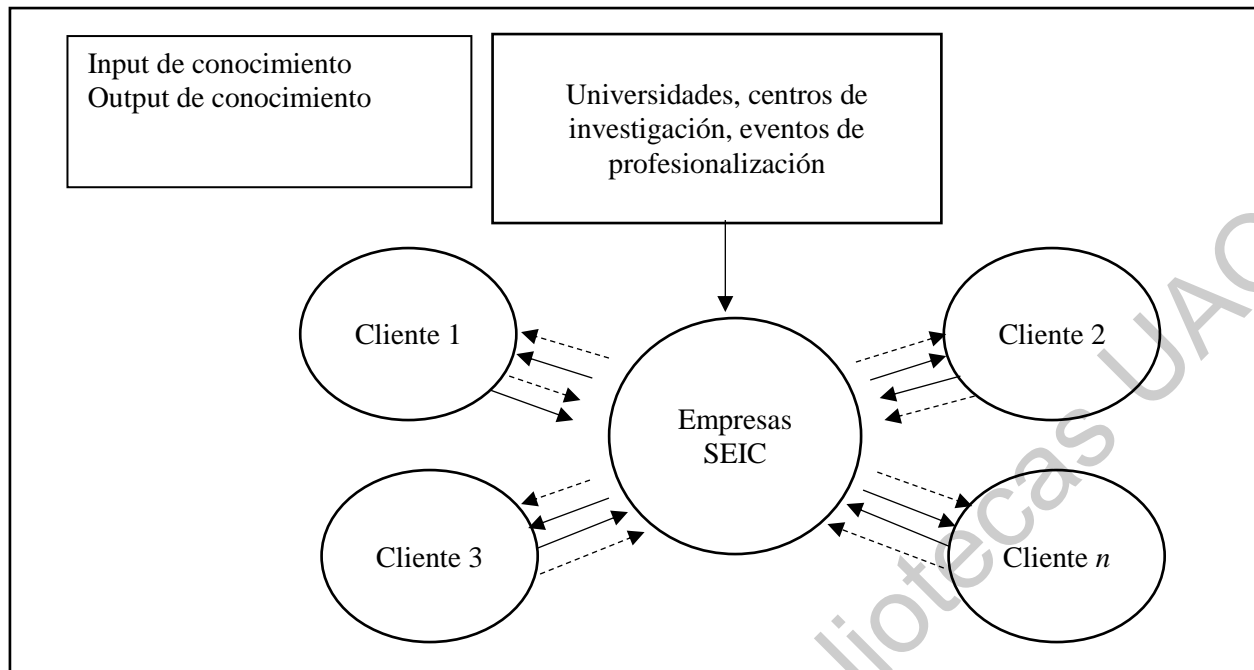 Input de conocimiento
Output de conocimiento
Universidades, centros de
investigación, eventos de
profesionalización
Cliente 1
Cliente 2
Empresas
SEIC
Cliente 3
Cliente n